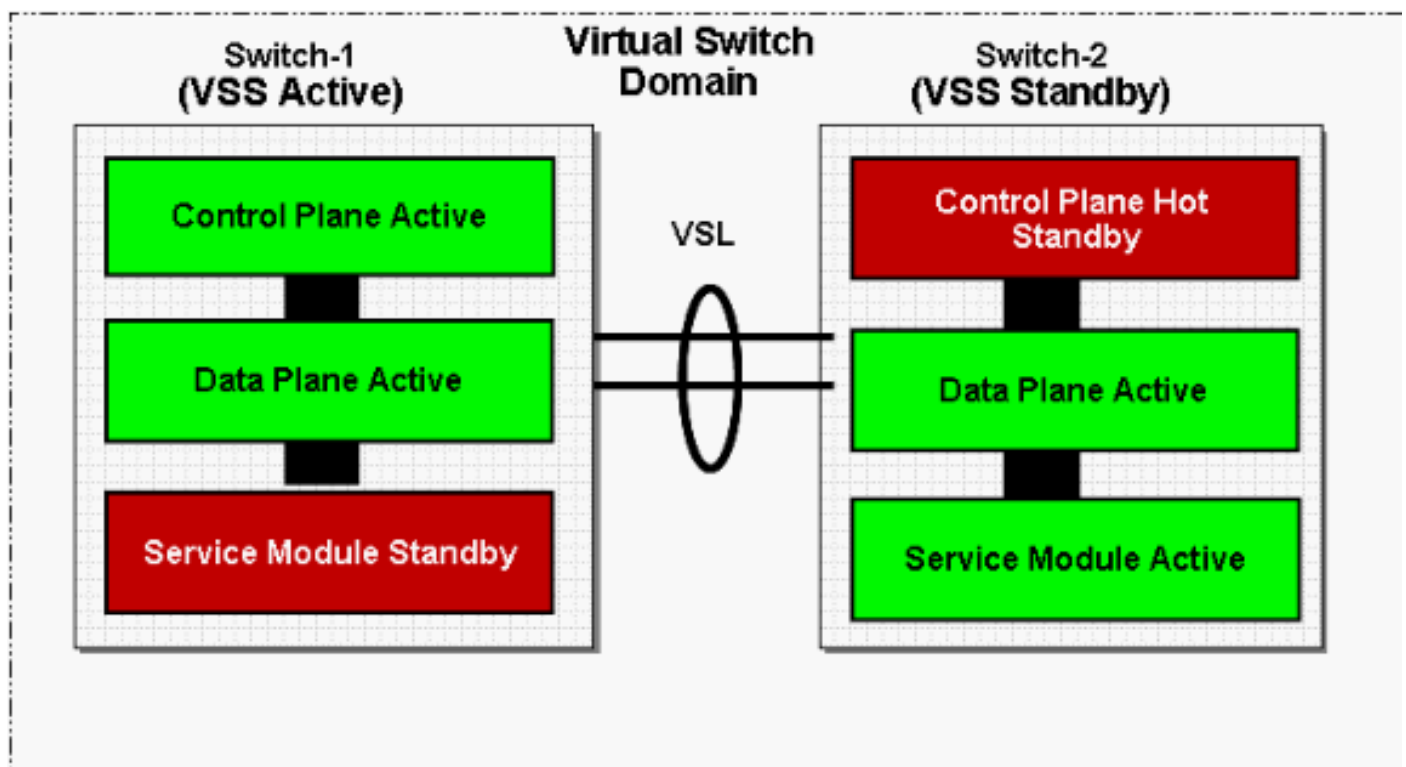 Switch-1
(VSS Active)
Virtual Switch
Domain
Switch-2
(VSS Standby)
Control Plane Active
Data Plane Active
Service Module Standby
VSL
Control Plane Hot
Standby
Data Plane Active
Service Module Active